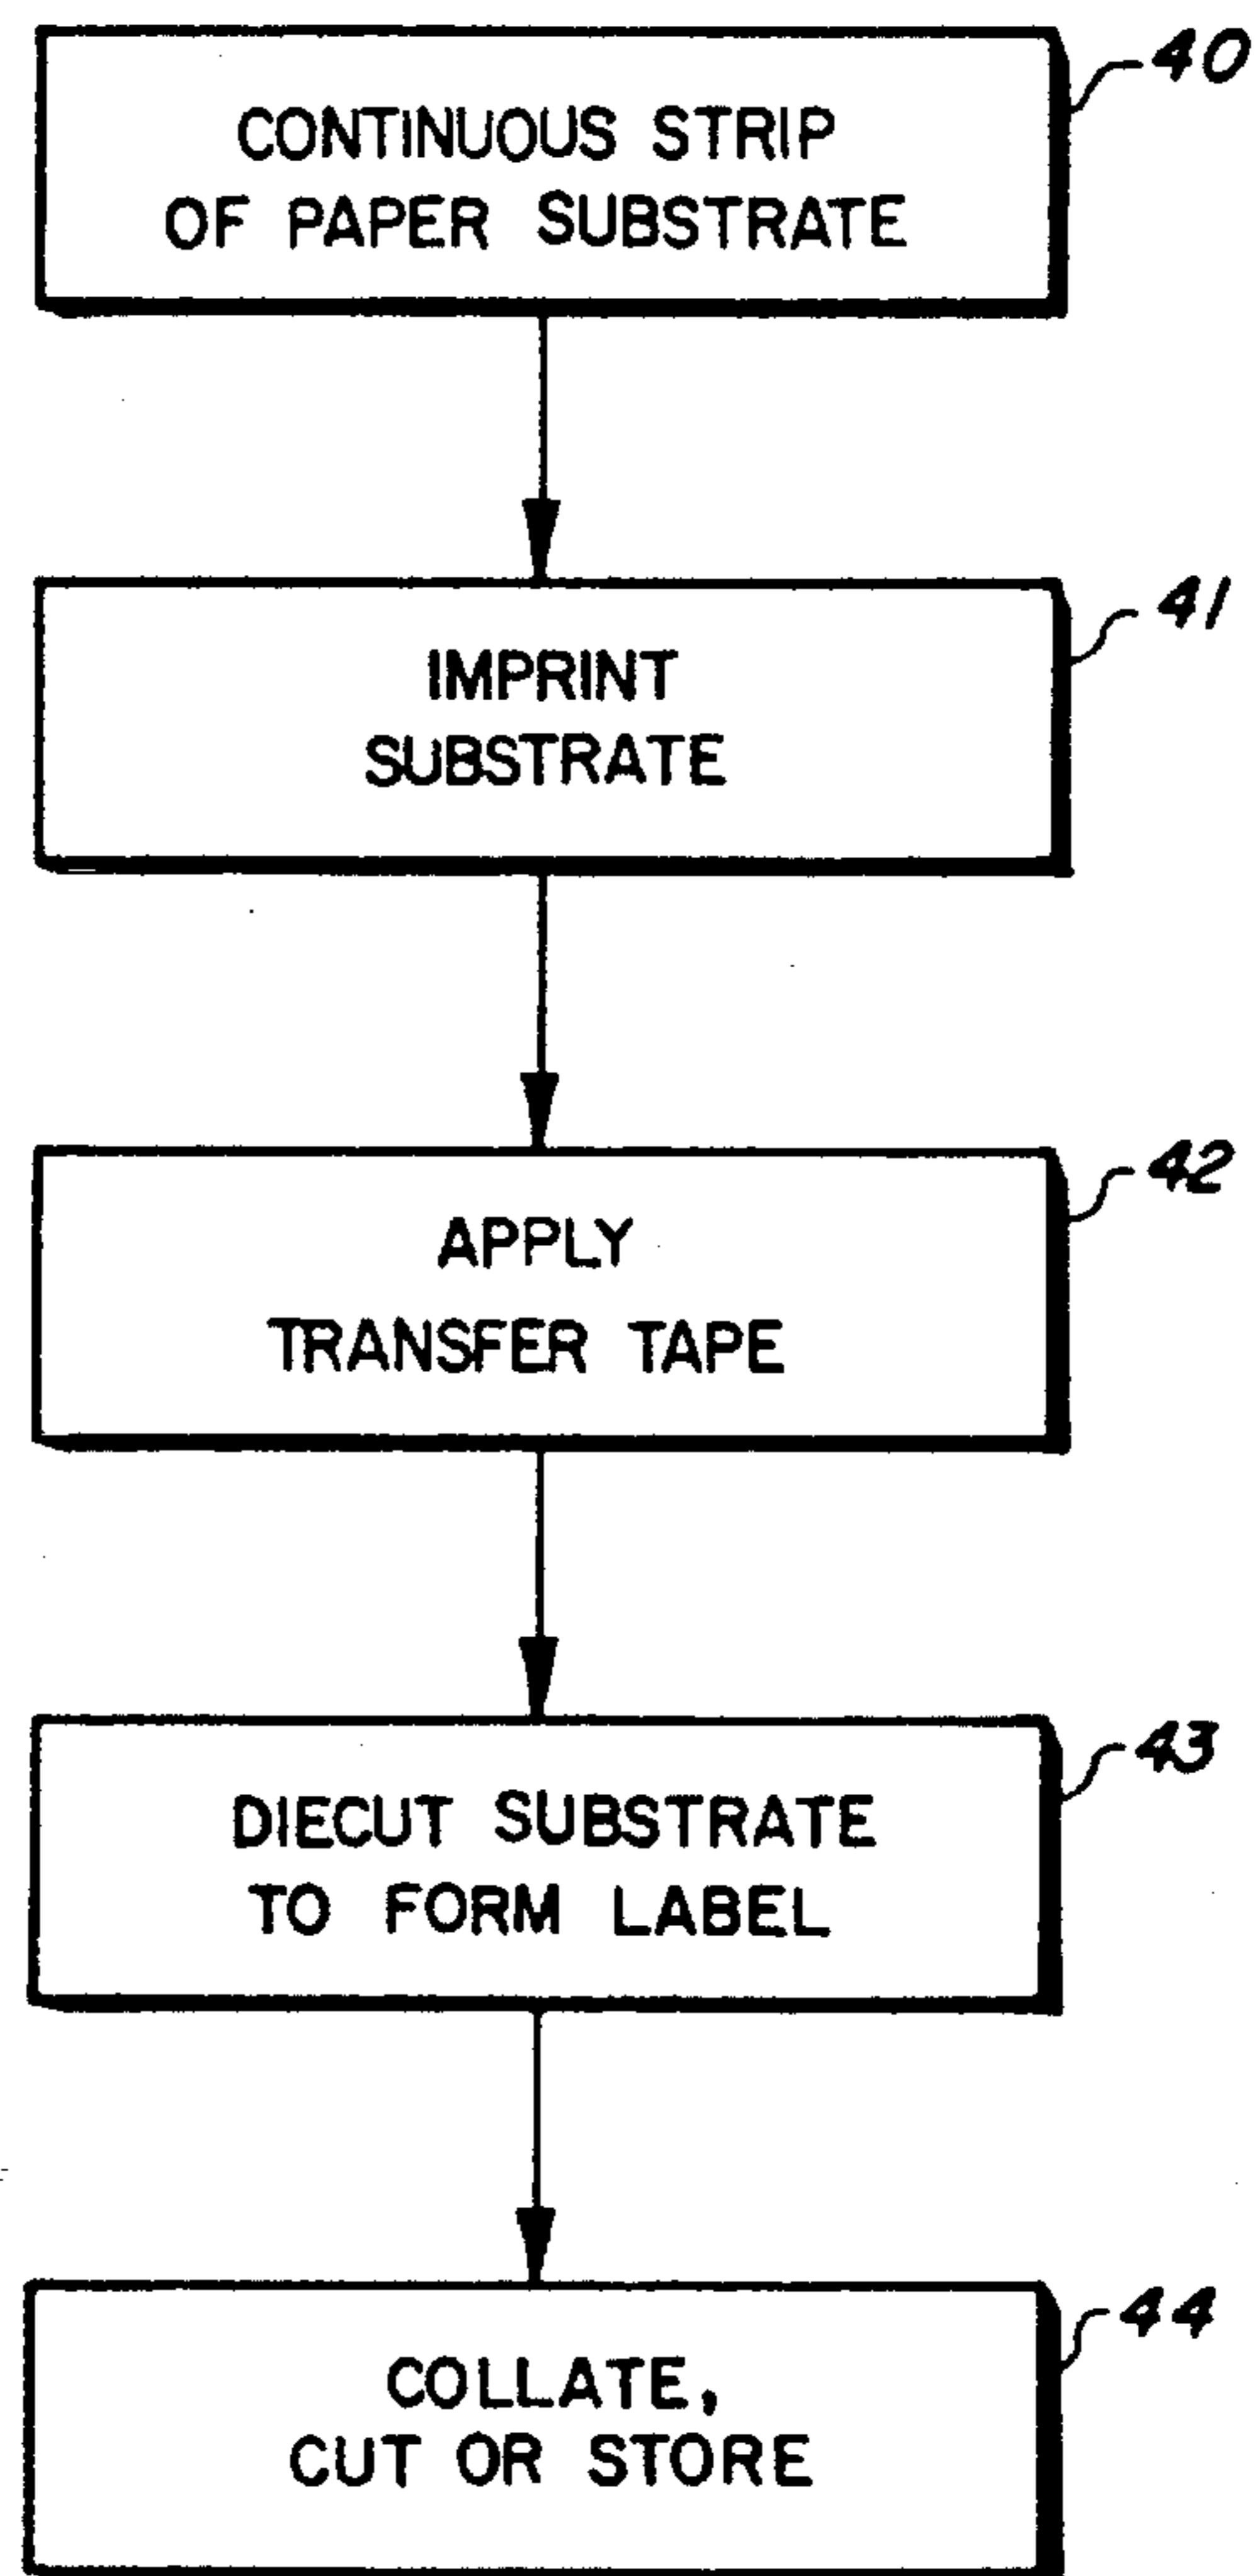 40
CONTINUOUS STRIP
OF PAPER SUBSTRATE
41
IMPRINT
SUBSTRATE
42
APPLY
TRANSFER TAPE
43
DIECUT SUBSTRATE
TO FORM LABEL
44
COLLATE,
CUT OR STORE